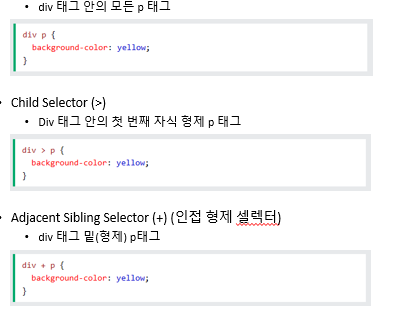 • div 태그 안의 모든 p 태그
div p {
background-color: yellow;
}
• Child Selector (>)
• Div 태그 안의 첫 번째 자식 형제 p 태그
div > p {
background-color: yellow;
}
• Adjacent Sibling Selector (+) (인접 형제 셀렉터)
• div 태그 밑(형제) p태그
div + p {
background-color: yellow;
}